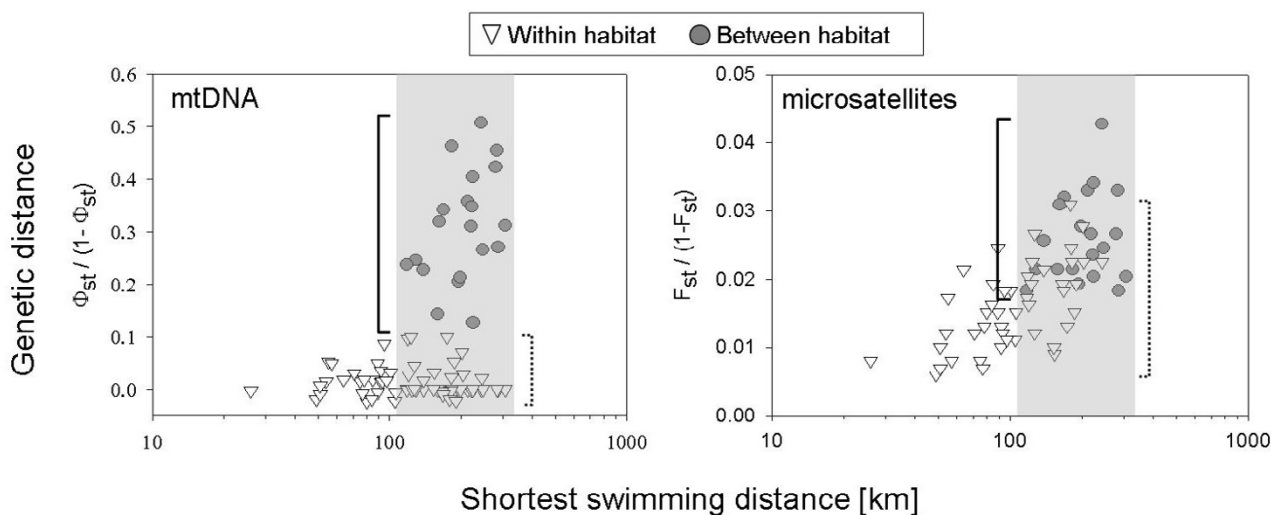 Within habitat Between habitat
mtDNA
Genetic distance
Φst / (1- Φst)
0.6
0.5
0.4
0.3
0.2
0.1
0.0
10 100 1000
microsatellites
Fst / (1-Fst)
0.05
0.04
0.03
0.02
0.01
0.00
10 100 1000
Shortest swimming distance [km]